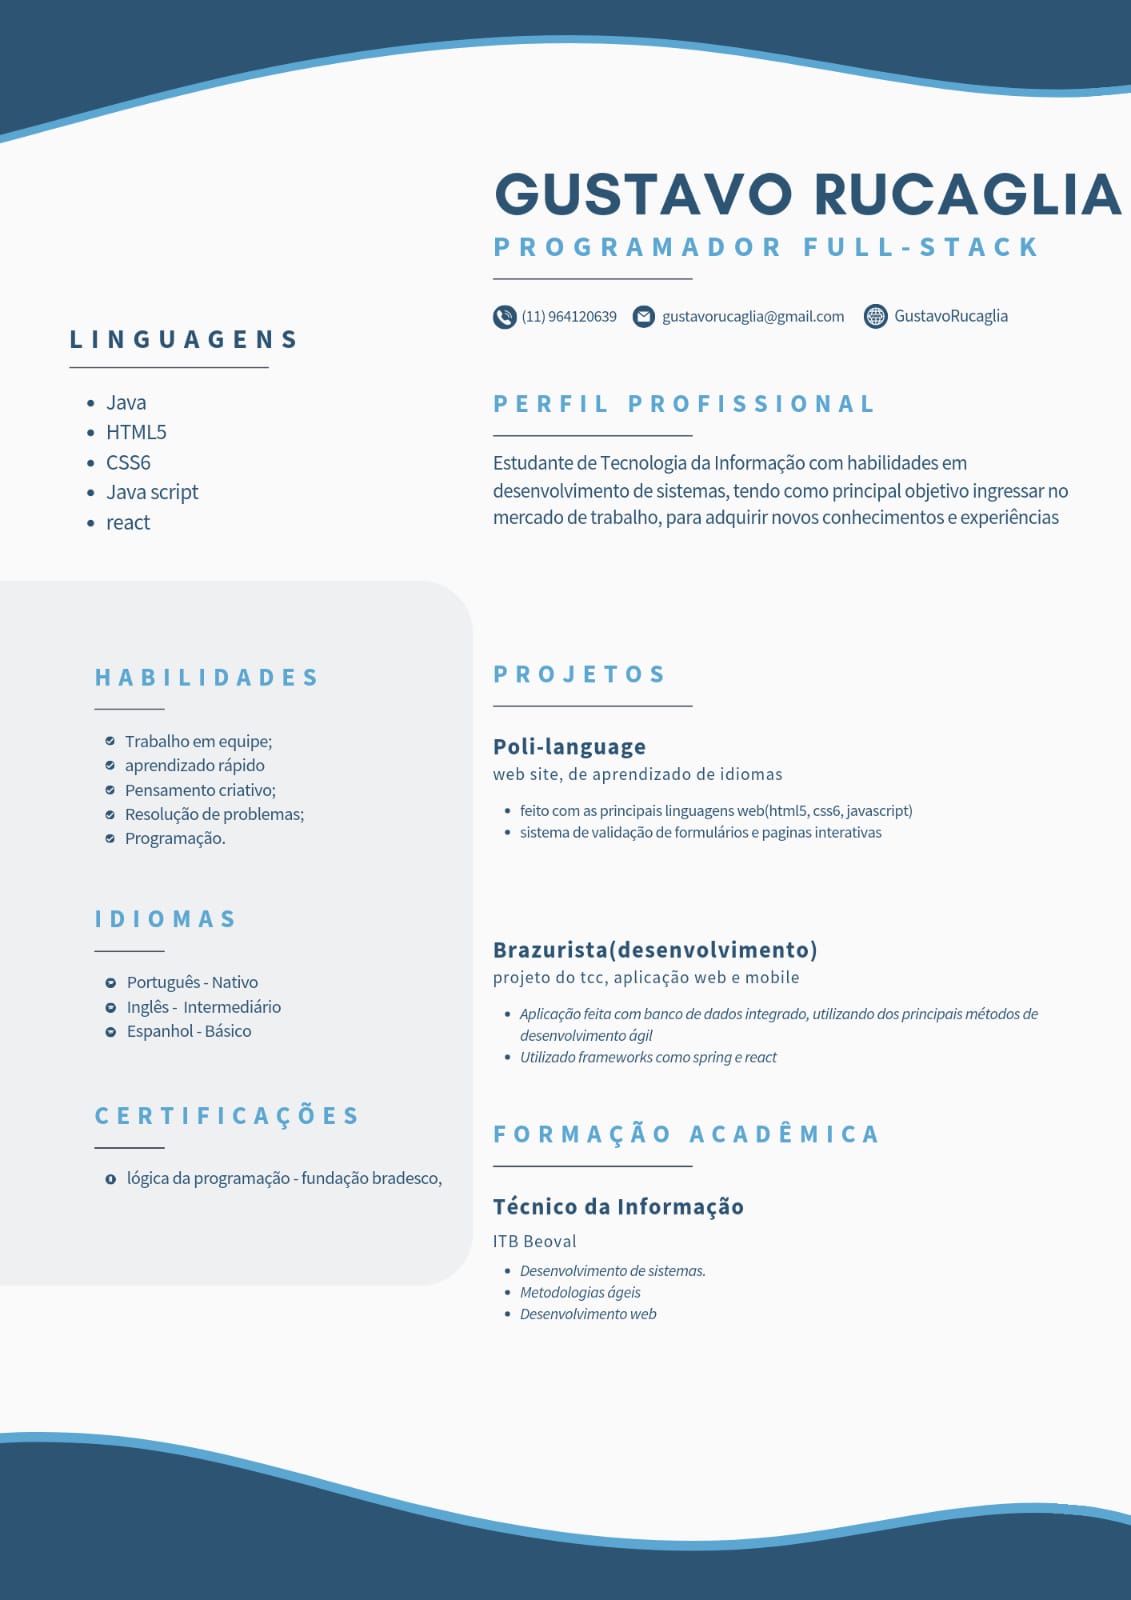 GUSTAVO RUCAGLIA
PROGRAMADOR FULL-STACK
(11) 964120639 gustavorucaglia@gmail.com GustavoRucaglia
LINGUAGENS
Java
HTML5
CSS6
Java script
react
PERFIL PROFISSIONAL
Estudante de Tecnologia da Informação com habilidades em
desenvolvimento de sistemas, tendo como principal objetivo ingressar no
mercado de trabalho, para adquirir novos conhecimentos e experiências
HABILIDADES
Trabalho em equipe;
aprendizado rápido
Pensamento criativo;
Resolução de problemas;
Programação.
IDIOMAS
Português - Nativo
Inglês - Intermediário
Espanhol - Básico
CERTIFICAÇÕES
lógica da programação - fundação bradesco,
PROJETOS
Poli-language
web site, de aprendizado de idiomas
feito com as principais linguagens web(html5, css6, javascript)
sistema de validação de formulários e paginas interativas
Brazurista(desenvolvimento)
projeto do tcc, aplicação web e mobile
Aplicação feita com banco de dados integrado, utilizando dos principais métodos de
desenvolvimento ágil
Utilizado frameworks como spring e react
FORMAÇÃO ACADÊMICA
Técnico da Informação
ITB Beoval
Desenvolvimento de sistemas.
Metodologias ágeis
Desenvolvimento web